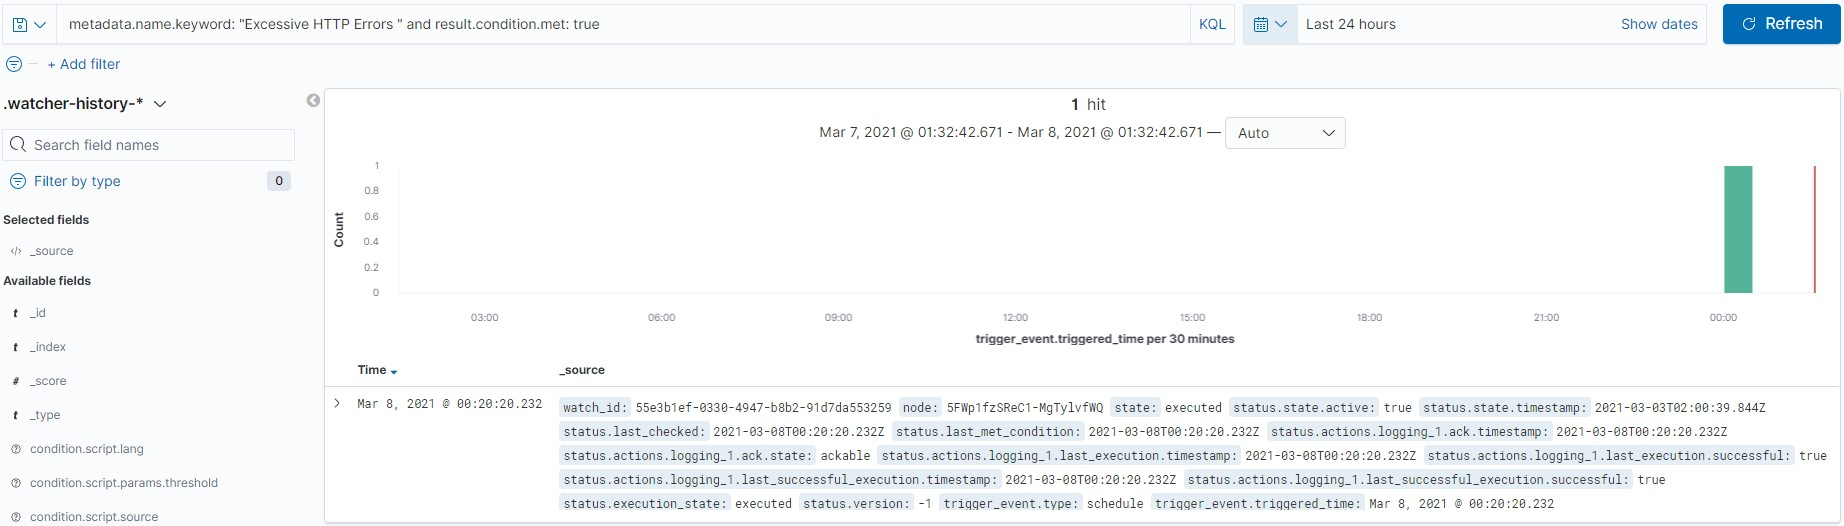 metadata.name.keyword: "Excessive HTTP Errors " and result.condition.met: true KQL Last 24 hours Show dates Refresh
+ Add filter
.watcher-history-*
Search field names
Filter by type 0
Selected fields
_source
Available fields
t _id
t _index
# _score
t _type
condition.script.lang
condition.script.params.threshold
condition.script.source
1 hit
Mar 7, 2021 @ 01:32:42.671 - Mar 8, 2021 @ 01:32:42.671 — Auto
Count
1
0.8
0.6
0.4
0.2
0
03:00 06:00 09:00 12:00 15:00 18:00 21:00 00:00
trigger_event.triggered_time per 30 minutes
Time _source
Mar 8, 2021 @ 00:20:20.232 watch_id: 55e3b1ef-0330-4947-b8b2-91d7da553259 node: 5FWp1fzSReC1-MgTylvfWQ state: executed status.state.active: true status.state.timestamp: 2021-03-03T02:00:39.844Z
status.last_checked: 2021-03-08T00:20:20.232Z status.last_met_condition: 2021-03-08T00:20:20.232Z status.actions.logging_1.ack.timestamp: 2021-03-08T00:20:20.232Z
status.actions.logging_1.ack.state: ackable status.actions.logging_1.last_execution.timestamp: 2021-03-08T00:20:20.232Z status.actions.logging_1.last_execution.successful: true
status.actions.logging_1.last_successful_execution.timestamp: 2021-03-08T00:20:20.232Z status.actions.logging_1.last_successful_execution.successful: true
status.execution_state: executed status.version: -1 trigger_event.type: schedule trigger_event.triggered_time: Mar 8, 2021 @ 00:20:20.232